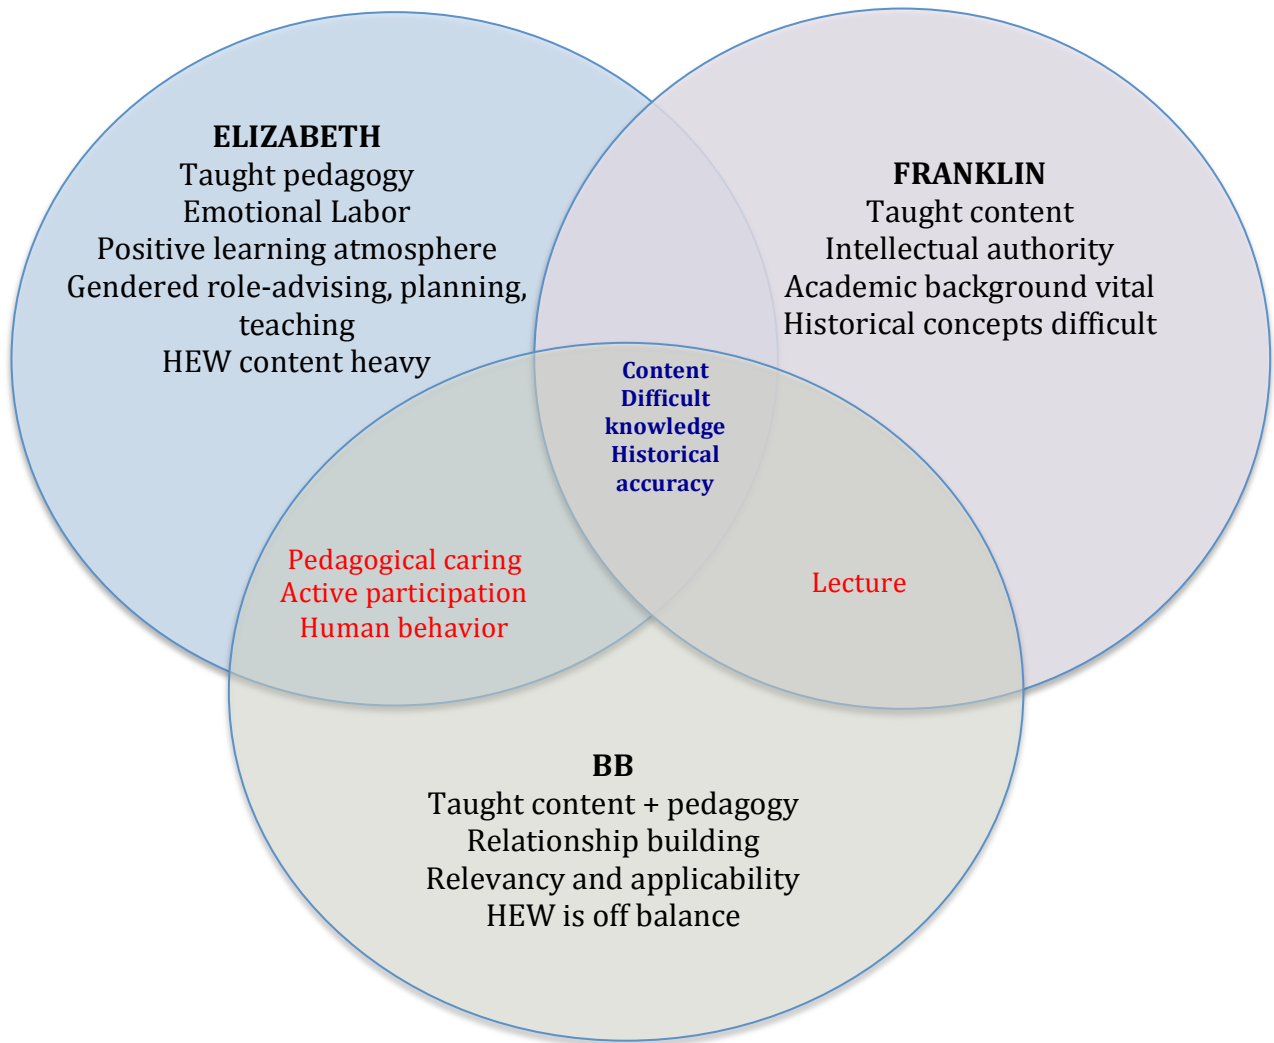 ELIZABETH
Taught pedagogy
Emotional Labor
Positive learning atmosphere
Gendered role-advising, planning,
teaching
HEW content heavy
FRANKLIN
Taught content
Intellectual authority
Academic background vital
Historical concepts difficult
Content
Difficult
knowledge
Historical
accuracy
Pedagogical caring
Active participation
Human behavior
Lecture
BB
Taught content + pedagogy
Relationship building
Relevancy and applicability
HEW is off balance